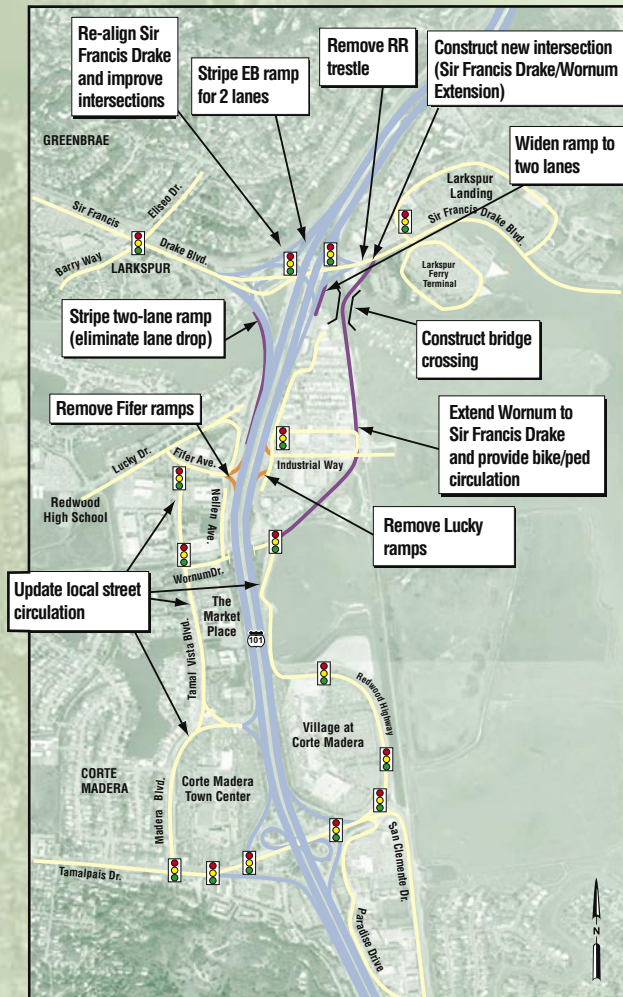 Re-align Sir
Francis Drake
and improve
intersections
Stripe EB ramp
for 2 lanes
Remove RR
trestle
Construct new intersection
(Sir Francis Drake/Wornum
Extension)
Widen ramp to
two lanes
GREENBRAE
Larkspur
Landing
Sir Francis Drake Blvd.
Sir Francis
Drake Blvd.
Eliseo Dr.
Barry Way
LARKSPUR
Larkspur
Ferry
Terminal
Stripe two-lane ramp
(eliminate lane drop)
Construct bridge
crossing
Remove Fifer ramps
Extend Wornum to
Sir Francis Drake
and provide bike/ped
circulation
Lucky Dr.
Fifer Ave.
Industrial Way
Redwood
High School
Nellen Ave.
Remove Lucky
ramps
Wornum Dr.
Update local street
circulation
The
Market
Place
101
Tamal Vista Blvd.
Redwood Highway
Village at
Corte Madera
CORTE
MADERA
Madera Blvd.
Corte Madera
Town Center
San Clemente Dr.
Tamalpais Dr.
Paradise Drive
N